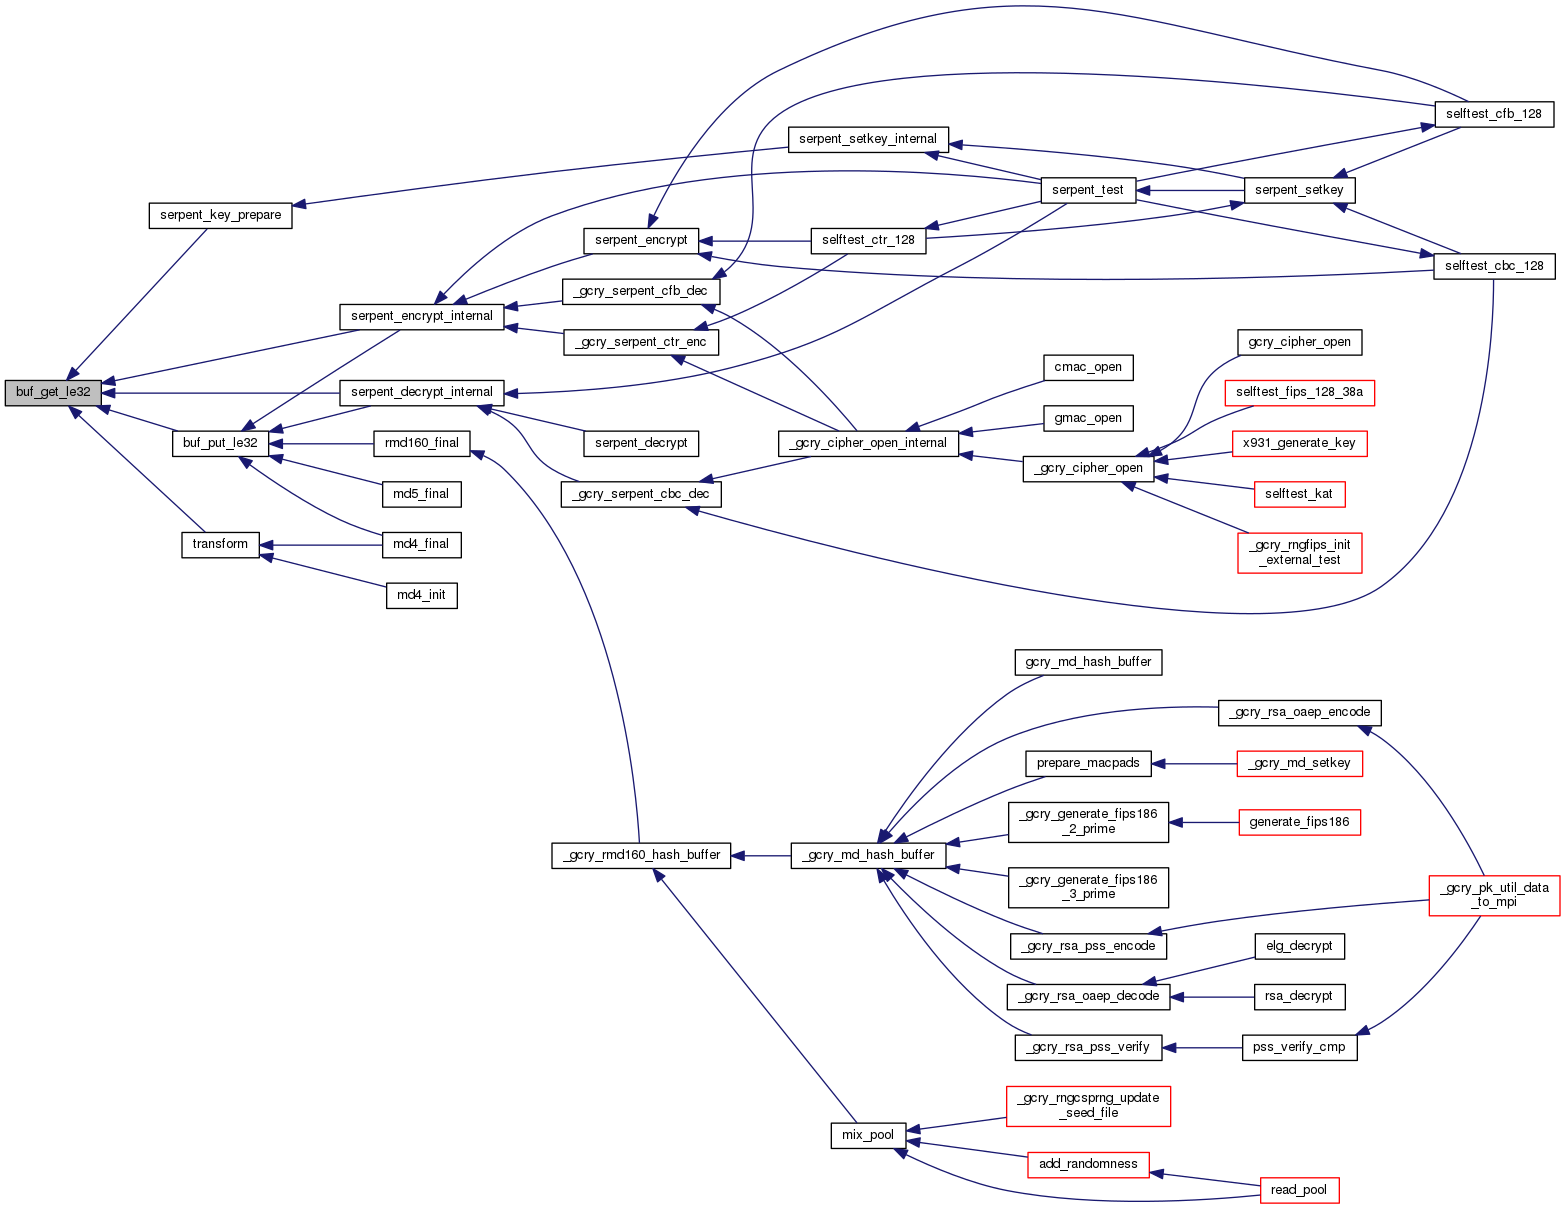 buf_get_le32
serpent_key_prepare
serpent_encrypt_internal
serpent_decrypt_internal
buf_put_le32
transform
rmd160_final
md5_final
md4_final
md4_init
serpent_encrypt
_gcry_serpent_cfb_dec
_gcry_serpent_ctr_enc
serpent_decrypt
_gcry_serpent_cbc_dec
_gcry_rmd160_hash_buffer
serpent_setkey_internal
selftest_ctr_128
_gcry_cipher_open_internal
_gcry_md_hash_buffer
mix_pool
serpent_test
cmac_open
gmac_open
_gcry_cipher_open
gcry_md_hash_buffer
prepare_macpads
_gcry_generate_fips186
_2_prime
_gcry_generate_fips186
_3_prime
_gcry_rsa_pss_encode
_gcry_rsa_oaep_decode
_gcry_rsa_pss_verify
_gcry_rngcsprng_update
_seed_file
add_randomness
serpent_setkey
gcry_cipher_open
selftest_fips_128_38a
x931_generate_key
selftest_kat
_gcry_rngfips_init
_external_test
_gcry_rsa_oaep_encode
_gcry_md_setkey
generate_fips186
elg_decrypt
rsa_decrypt
pss_verify_cmp
read_pool
selftest_cfb_128
selftest_cbc_128
_gcry_pk_util_data
_to_mpi